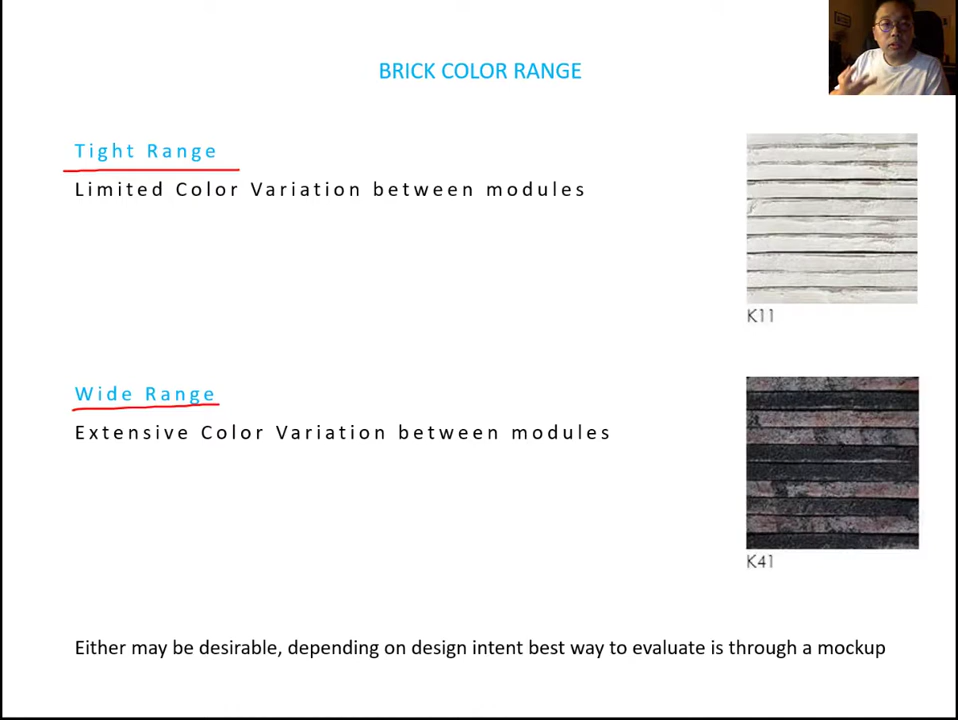 BRICK COLOR RANGE
Tight Range
Limited Color Variation between modules
K11
Wide Range
Extensive Color Variation between modules
K41
Either may be desirable, depending on design intent best way to evaluate is through a mockup